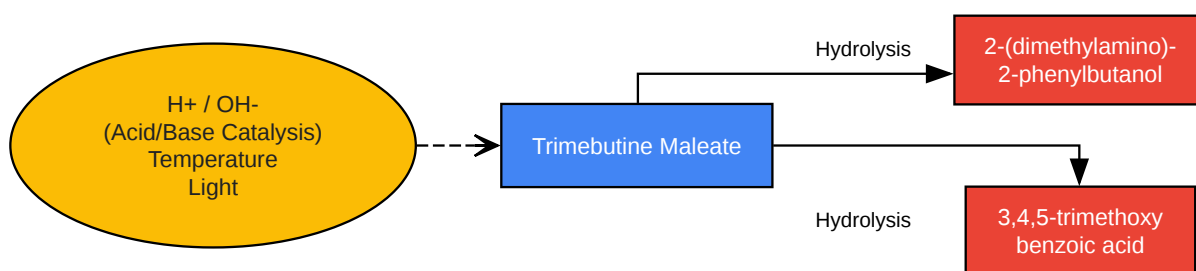 H+ / OH-
(Acid/Base Catalysis)
Temperature
Light
Trimebutine Maleate
Hydrolysis
2-(dimethylamino)-
2-phenylbutanol
Hydrolysis
3,4,5-trimethoxy
benzoic acid